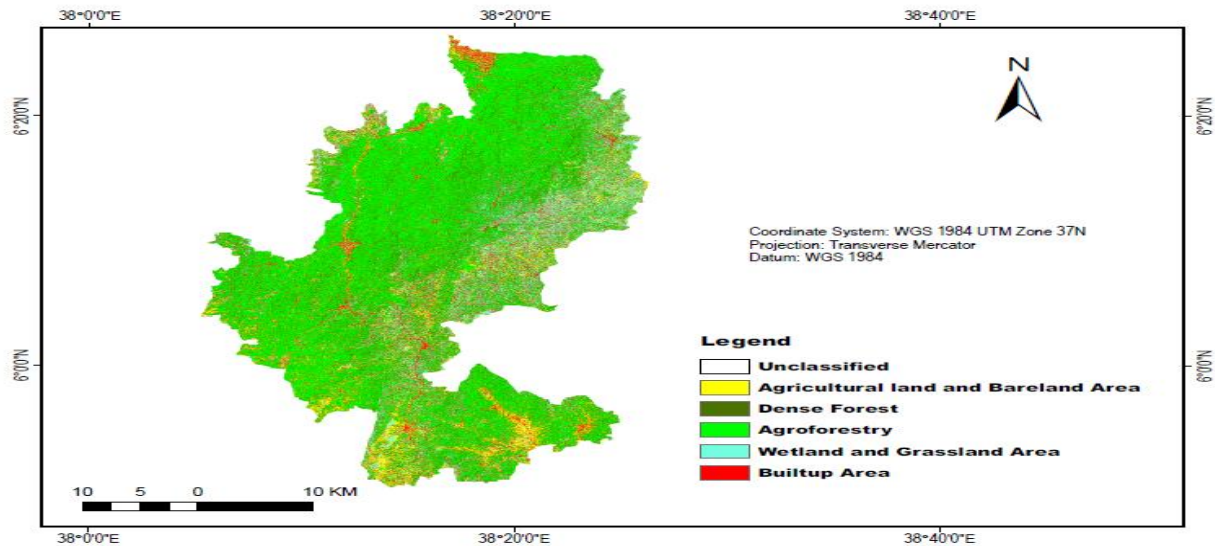 38°0'0"E 38°20'0"E 38°40'0"E
N
6°20'0"N 6°20'0"N
Coordinate System: WGS 1984 UTM Zone 37N
Projection: Transverse Mercator
Datum: WGS 1984
Legend
6°0'0"N 6°0'0"N
Unclassified
Agricultural land and Bareland Area
Dense Forest
Agroforestry
Wetland and Grassland Area
Builtup Area
10 5 0 10 KM
38°0'0"E 38°20'0"E 38°40'0"E